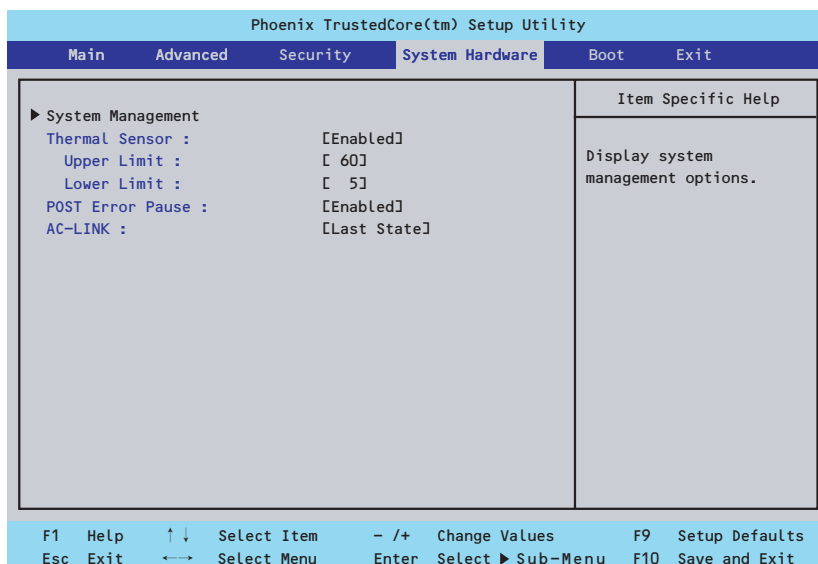 Phoenix TrustedCore(tm) Setup Utility
Main Advanced Security System Hardware Boot Exit
Item Specific Help
▶ System Management
Thermal Sensor : [Enabled]
Upper Limit : [ 60]
Lower Limit : [  5]
POST Error Pause : [Enabled]
AC-LINK : [Last State]
Display system
management options.
F1 Help ↑↓ Select Item - /+ Change Values F9 Setup Defaults
Esc Exit ←→ Select Menu Enter Select ▶ Sub-Menu F10 Save and Exit